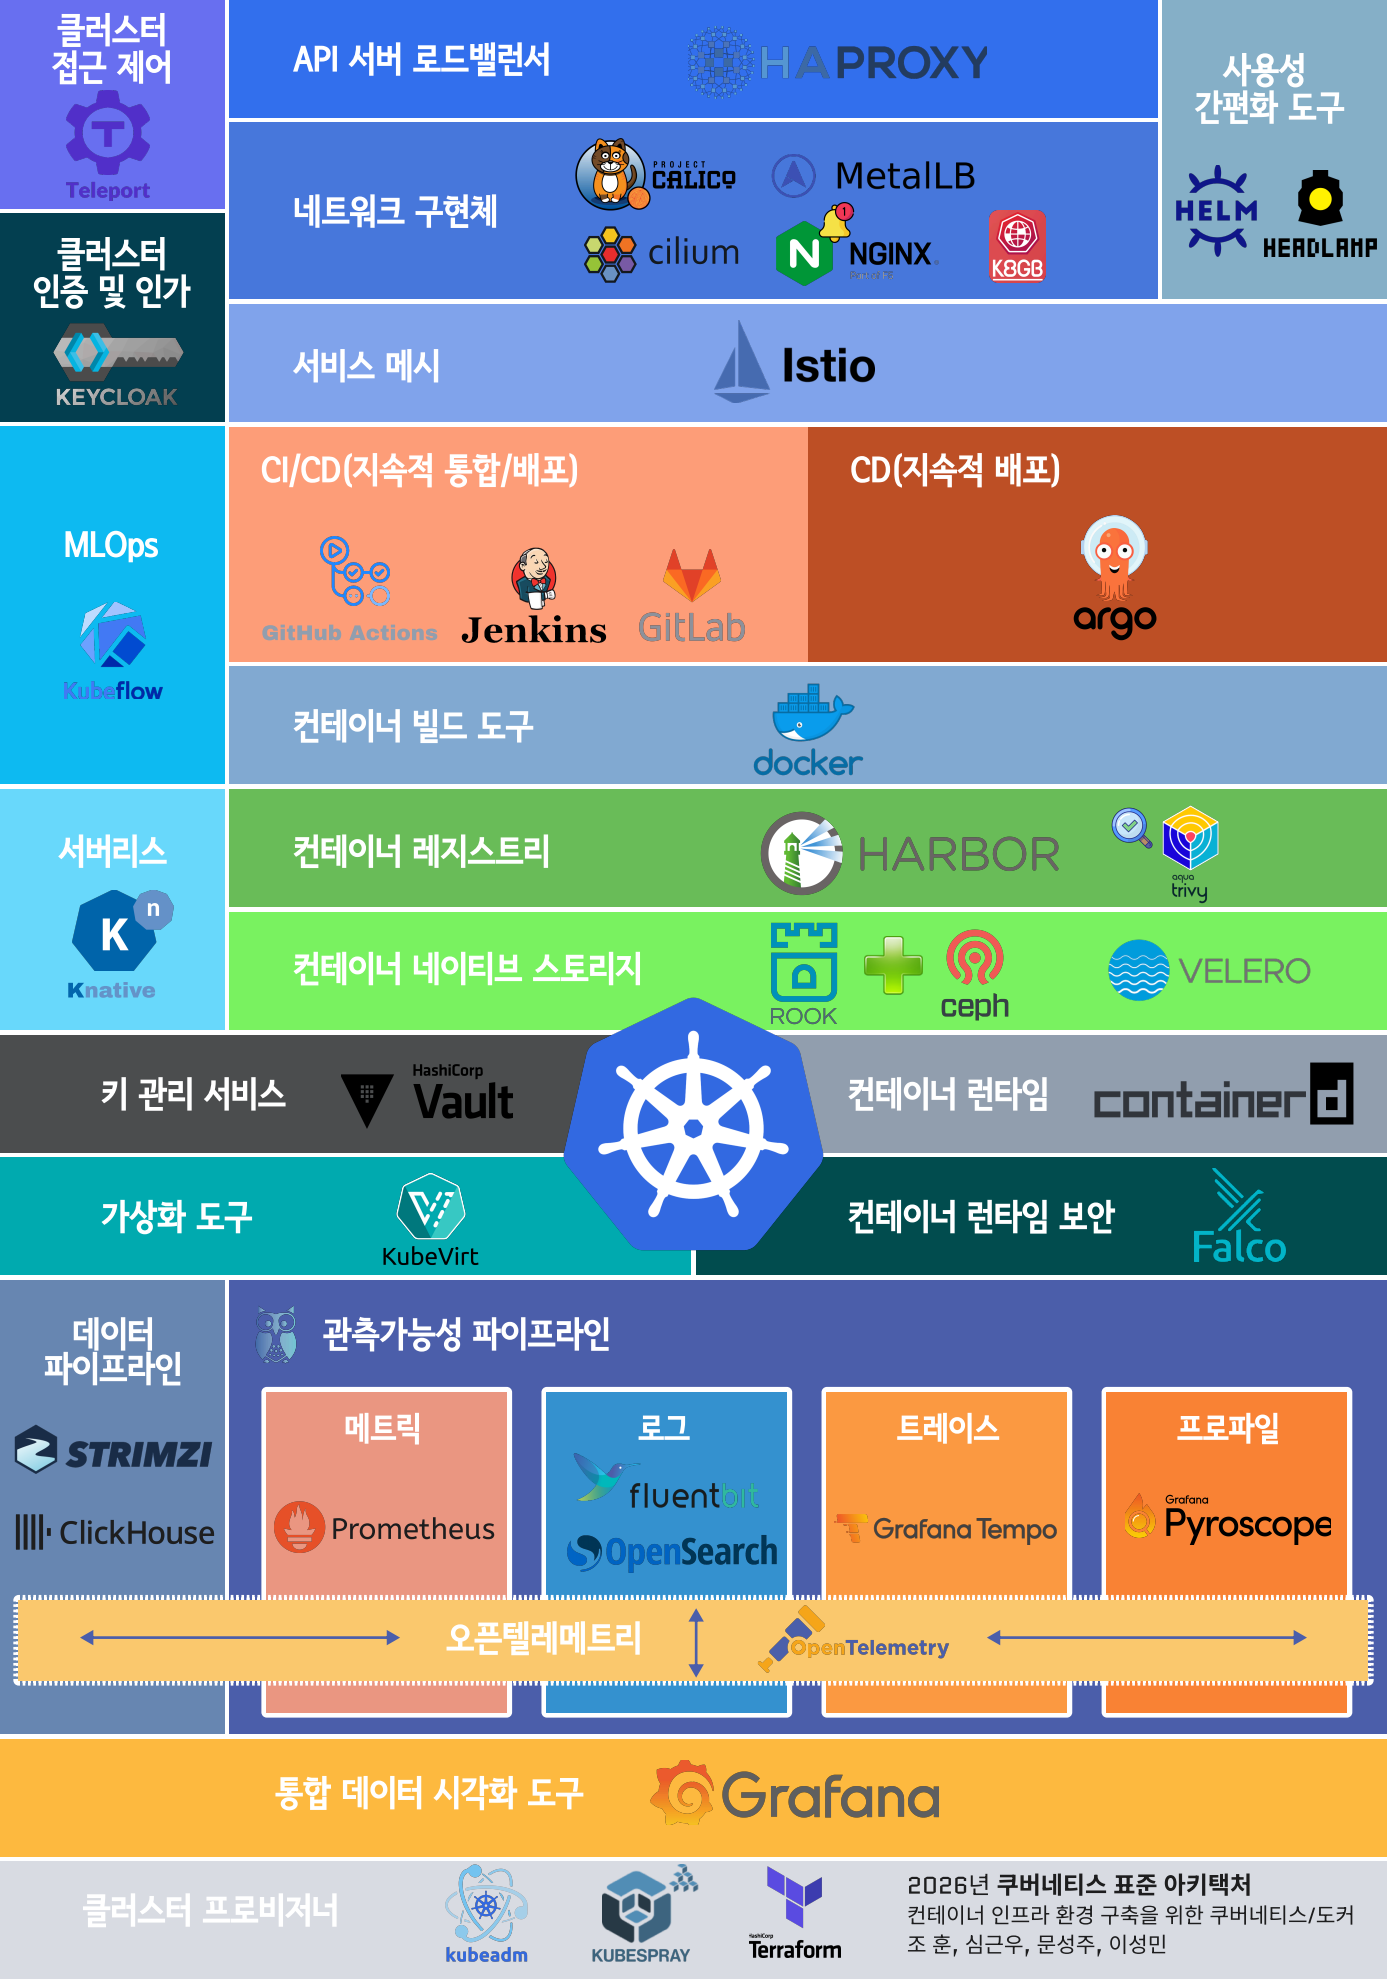 클러스터
접근 제어
T
Teleport
API 서버 로드밸런서
HAPROXY
사용성
간편화 도구
HELM
HEADLAMP
네트워크 구현체
PROJECT
CALICO
MetalLB
cilium
N
1
NGINX
K8GB
클러스터
인증 및 인가
KEYCLOAK
서비스 메시
Istio
MLOps
Kubeflow
CI/CD(지속적 통합/배포)
GitHub Actions
Jenkins
GitLab
CD(지속적 배포)
argo
컨테이너 빌드 도구
docker
서버리스
K
n
Knative
컨테이너 레지스트리
HARBOR
aqua
trivy
컨테이너 네이티브 스토리지
ROOK
ceph
VELERO
키 관리 서비스
HashiCorp
Vault
컨테이너 런타임
containerd
가상화 도구
KubeVirt
컨테이너 런타임 보안
Falco
데이터
파이프라인
STRIMZI
ClickHouse
관측가능성 파이프라인
메트릭
Prometheus
로그
fluentbit
OpenSearch
트레이스
Grafana Tempo
프로파일
Grafana
Pyroscope
오픈텔레메트리
OpenTelemetry
통합 데이터 시각화 도구
Grafana
클러스터 프로비저너
kubeadm
KUBESPRAY
HashiCorp
Terraform
2026년 쿠버네티스 표준 아키택처
컨테이너 인프라 환경 구축을 위한 쿠버네티스/도커
조 훈, 심근우, 문성주, 이성민